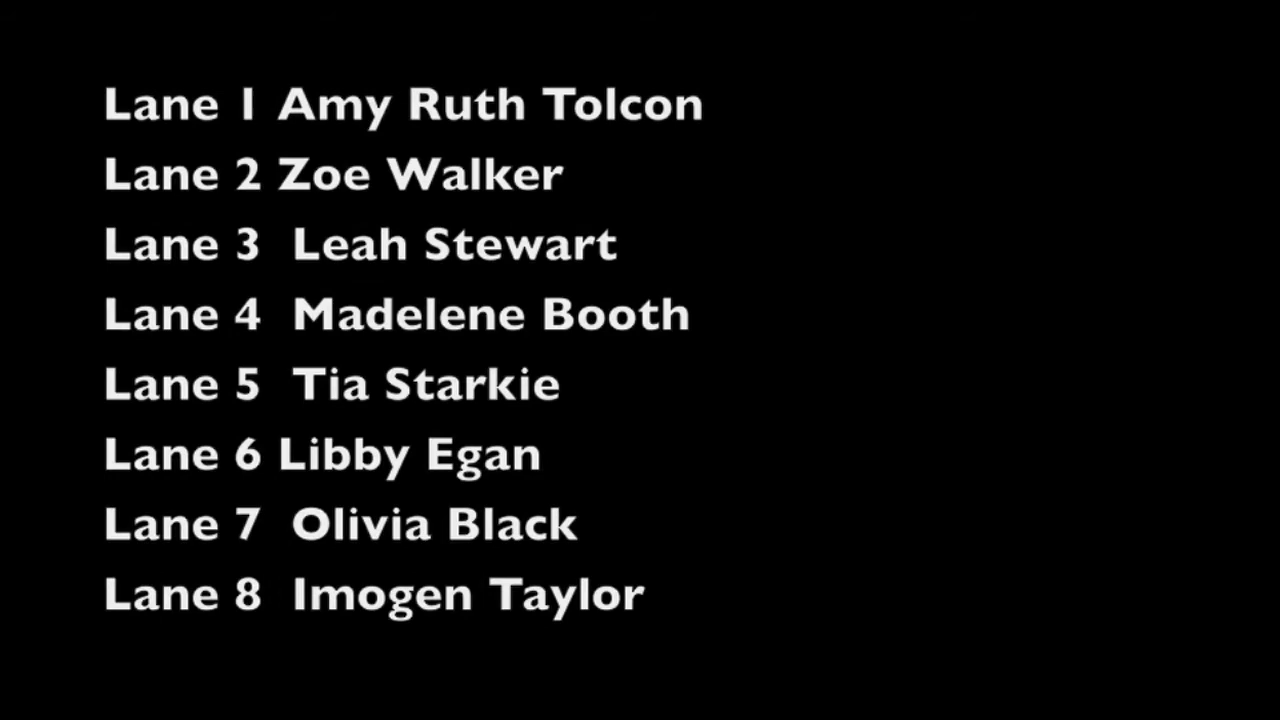 Lane 1 Amy Ruth Tolcon
Lane 2 Zoe Walker
Lane 3  Leah Stewart
Lane 4  Madelene Booth
Lane 5  Tia Starkie
Lane 6 Libby Egan
Lane 7  Olivia Black
Lane 8  Imogen Taylor